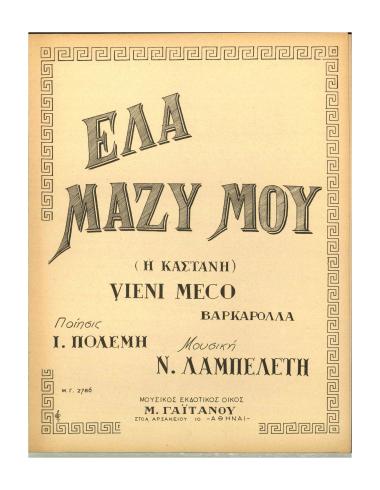 ΕΛΑ
ΜΑΖΥ ΜΟΥ
(Η ΚΑΣΤΑΝΗ)
VIENI MECO
ΒΑΡΚΑΡΟΛΛΑ
Ποίησις
Ι. ΠΟΛΕΜΗ
Μουσική
Ν. ΛΑΜΠΕΛΕΤΗ
Μ.Γ. 2786
ΜΟΥΣΙΚΟΣ ΕΚΔΟΤΙΚΟΣ ΟΙΚΟΣ
Μ. ΓΑΪΤΑΝΟΥ
ΣΤΟΑ ΑΡΣΑΚΕΙΟΥ 10 -ΑΘΗΝΑΙ-